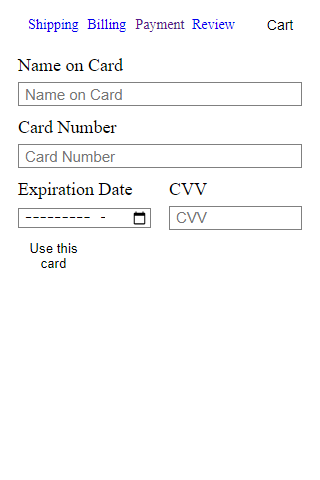 Shipping Billing Payment Review Cart
Name on Card
Name on Card
Card Number
Card Number
Expiration Date CVV
--------- - CVV
Use this
card